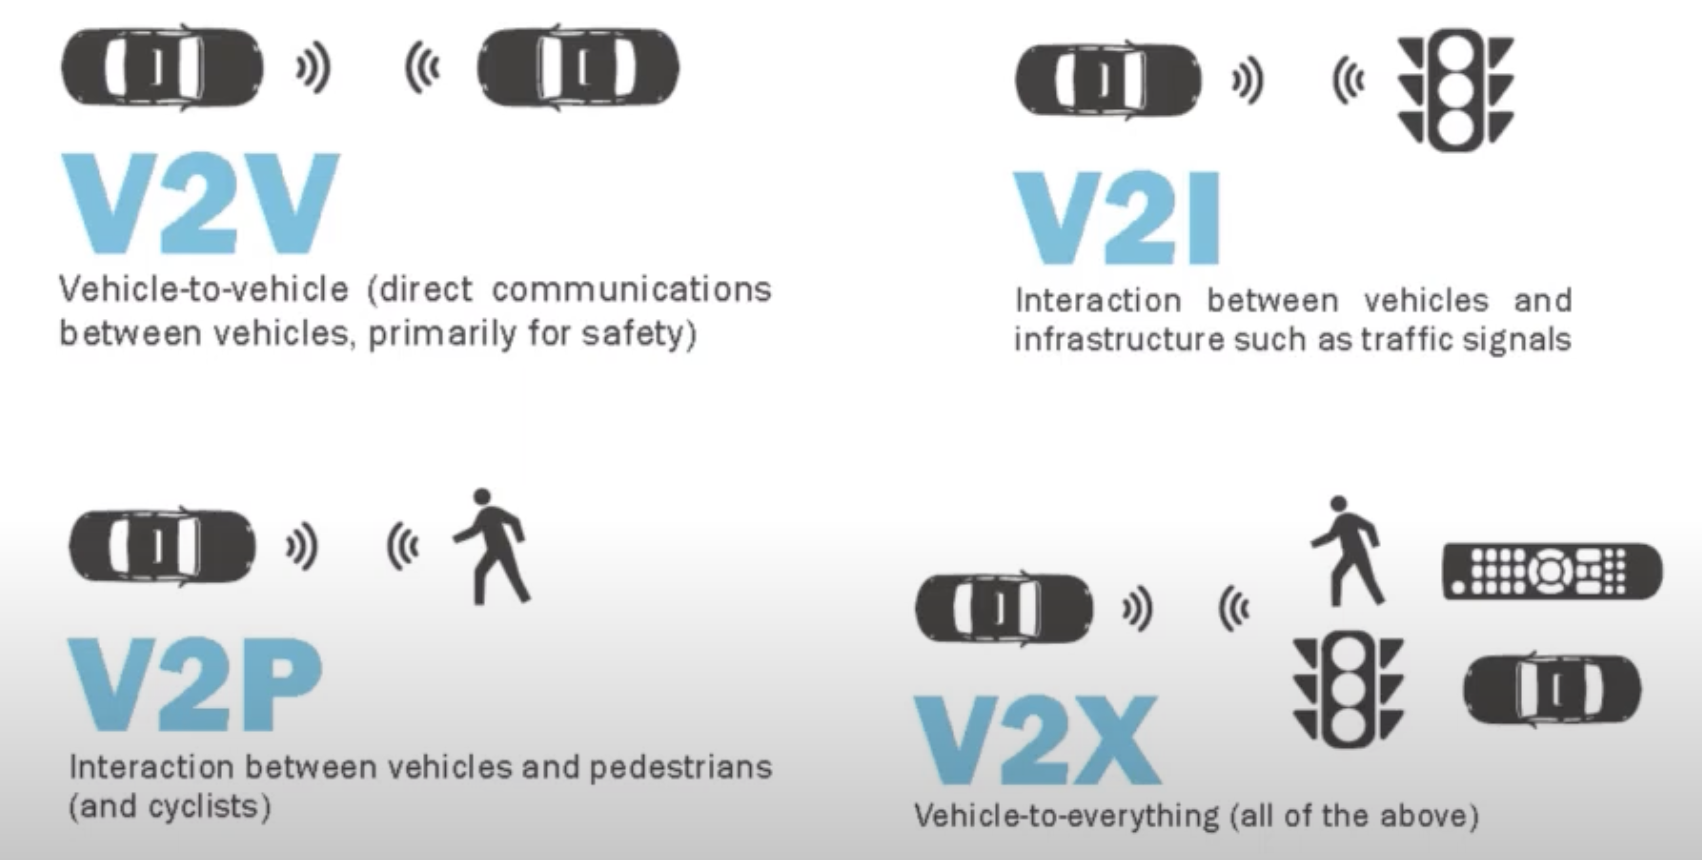 V2V
Vehicle-to-vehicle (direct communications
between vehicles, primarily for safety)
V2I
Interaction between vehicles and
infrastructure such as traffic signals
V2P
Interaction between vehicles and pedestrians
(and cyclists)
V2X
Vehicle-to-everything (all of the above)